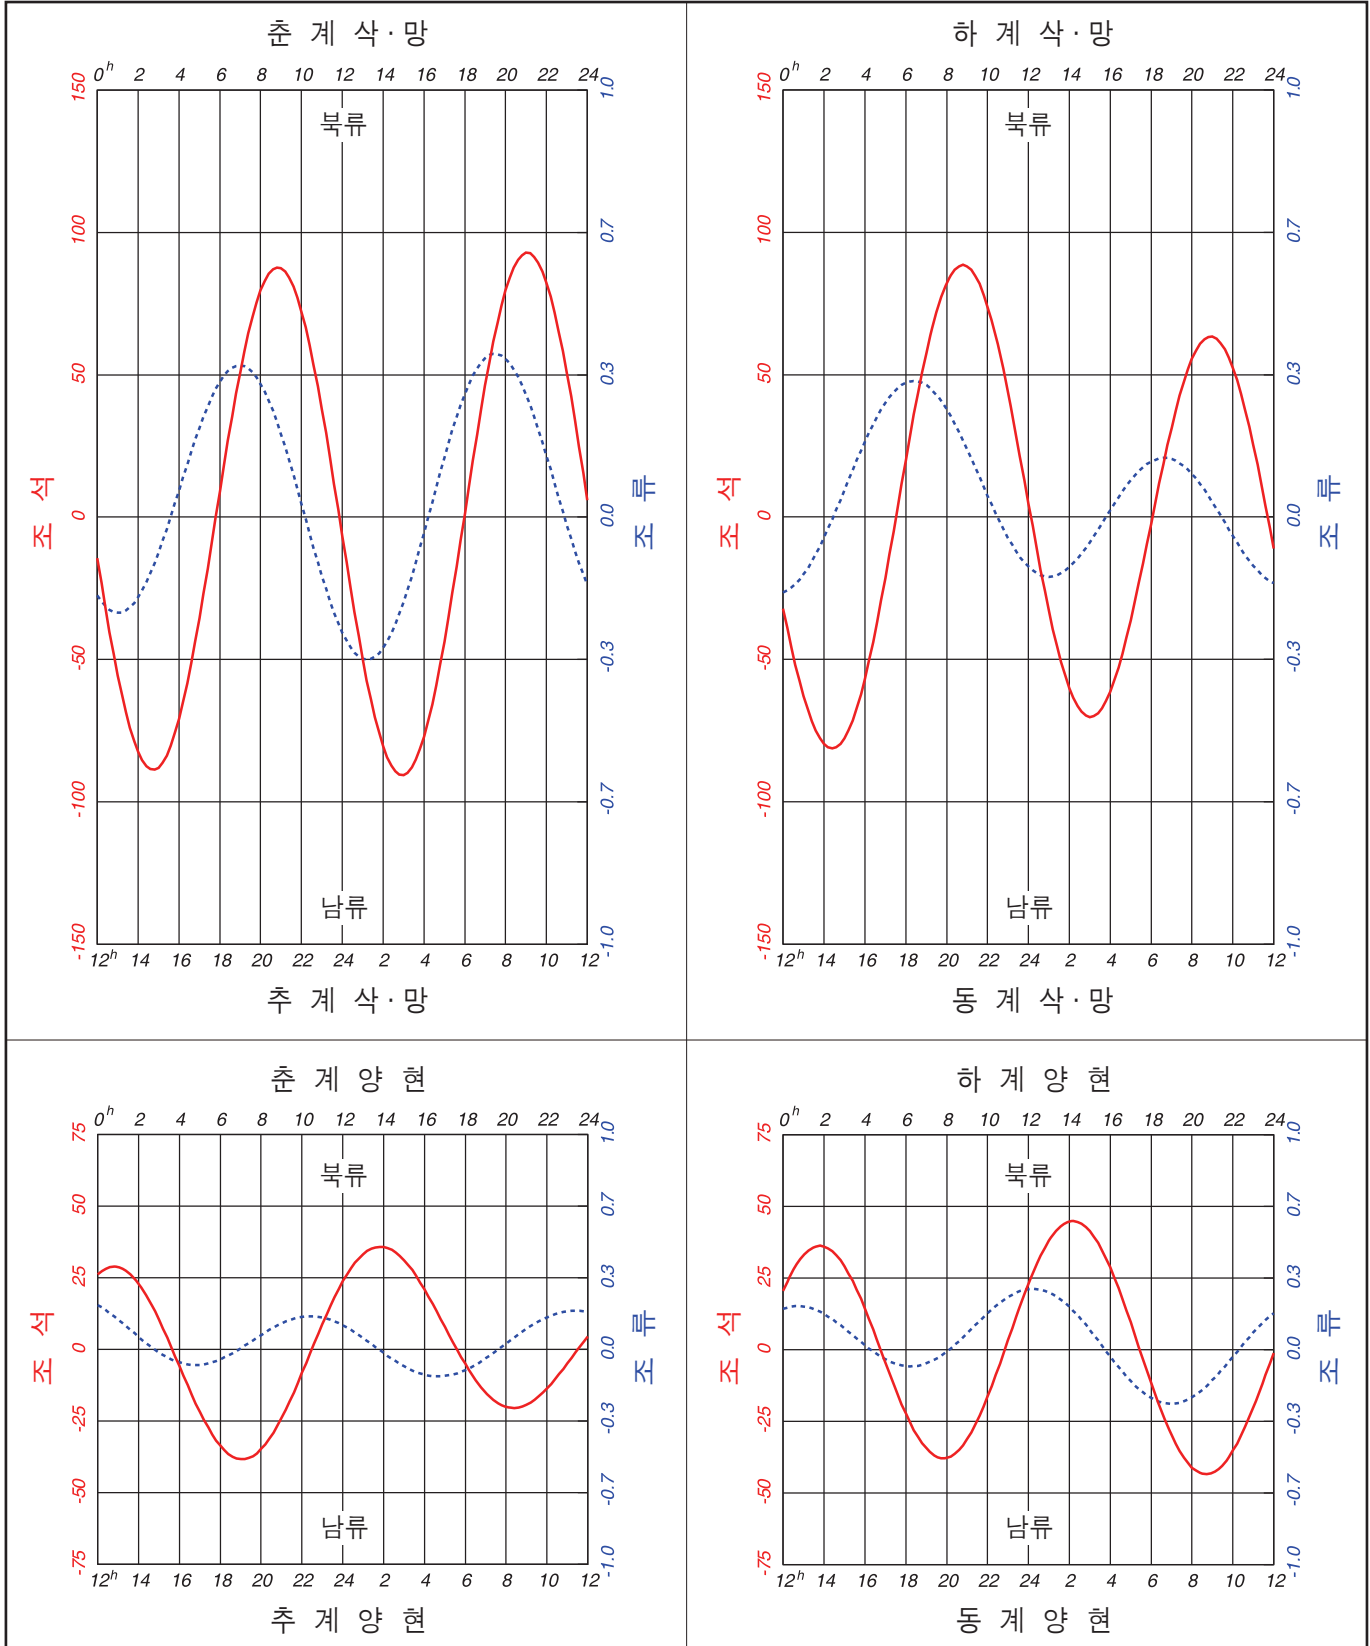 춘 계 삭 · 망
0h 2 4 6 8 10 12 14 16 18 20 22 24
150 100 50 0 -50 -100 -150
조 석
북류
남류
1.0 0.7 0.3 0.0 -0.3 -0.7 -1.0
조 류
12h 14 16 18 20 22 24 2 4 6 8 10 12
추 계 삭 · 망
하 계 삭 · 망
0h 2 4 6 8 10 12 14 16 18 20 22 24
150 100 50 0 -50 -100 -150
조 석
북류
남류
1.0 0.7 0.3 0.0 -0.3 -0.7 -1.0
조 류
12h 14 16 18 20 22 24 2 4 6 8 10 12
동 계 삭 · 망
춘 계 양 현
0h 2 4 6 8 10 12 14 16 18 20 22 24
75 50 25 0 -25 -50 -75
조 석
북류
남류
1.0 0.7 0.3 0.0 -0.3 -0.7 -1.0
조 류
12h 14 16 18 20 22 24 2 4 6 8 10 12
추 계 양 현
하 계 양 현
0h 2 4 6 8 10 12 14 16 18 20 22 24
75 50 25 0 -25 -50 -75
조 석
북류
남류
1.0 0.7 0.3 0.0 -0.3 -0.7 -1.0
조 류
12h 14 16 18 20 22 24 2 4 6 8 10 12
동 계 양 현